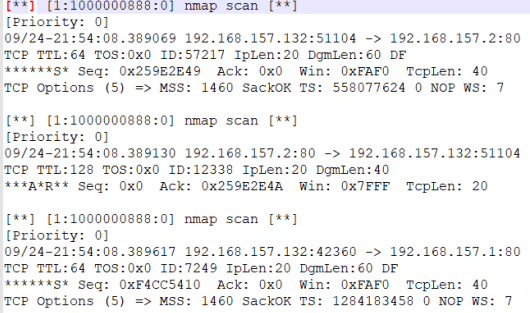 [**] [1:1000000888:0] nmap scan [**]
[Priority: 0]
09/24-21:54:08.389069 192.168.157.132:51104 -> 192.168.157.2:80
TCP TTL:64 TOS:0x0 ID:57217 IpLen:20 DgmLen:60 DF
******S* Seq: 0x259E2E49  Ack: 0x0  Win: 0xFAF0  TcpLen: 40
TCP Options (5) => MSS: 1460 SackOK TS: 558077624 0 NOP WS: 7

[**] [1:1000000888:0] nmap scan [**]
[Priority: 0]
09/24-21:54:08.389130 192.168.157.2:80 -> 192.168.157.132:51104
TCP TTL:128 TOS:0x0 ID:12338 IpLen:20 DgmLen:40
***A*R** Seq: 0x0  Ack: 0x259E2E4A  Win: 0x7FFF  TcpLen: 20

[**] [1:1000000888:0] nmap scan [**]
[Priority: 0]
09/24-21:54:08.389617 192.168.157.132:42360 -> 192.168.157.1:80
TCP TTL:64 TOS:0x0 ID:7249 IpLen:20 DgmLen:60 DF
******S* Seq: 0xF4CC5410  Ack: 0x0  Win: 0xFAF0  TcpLen: 40
TCP Options (5) => MSS: 1460 SackOK TS: 1284183458 0 NOP WS: 7